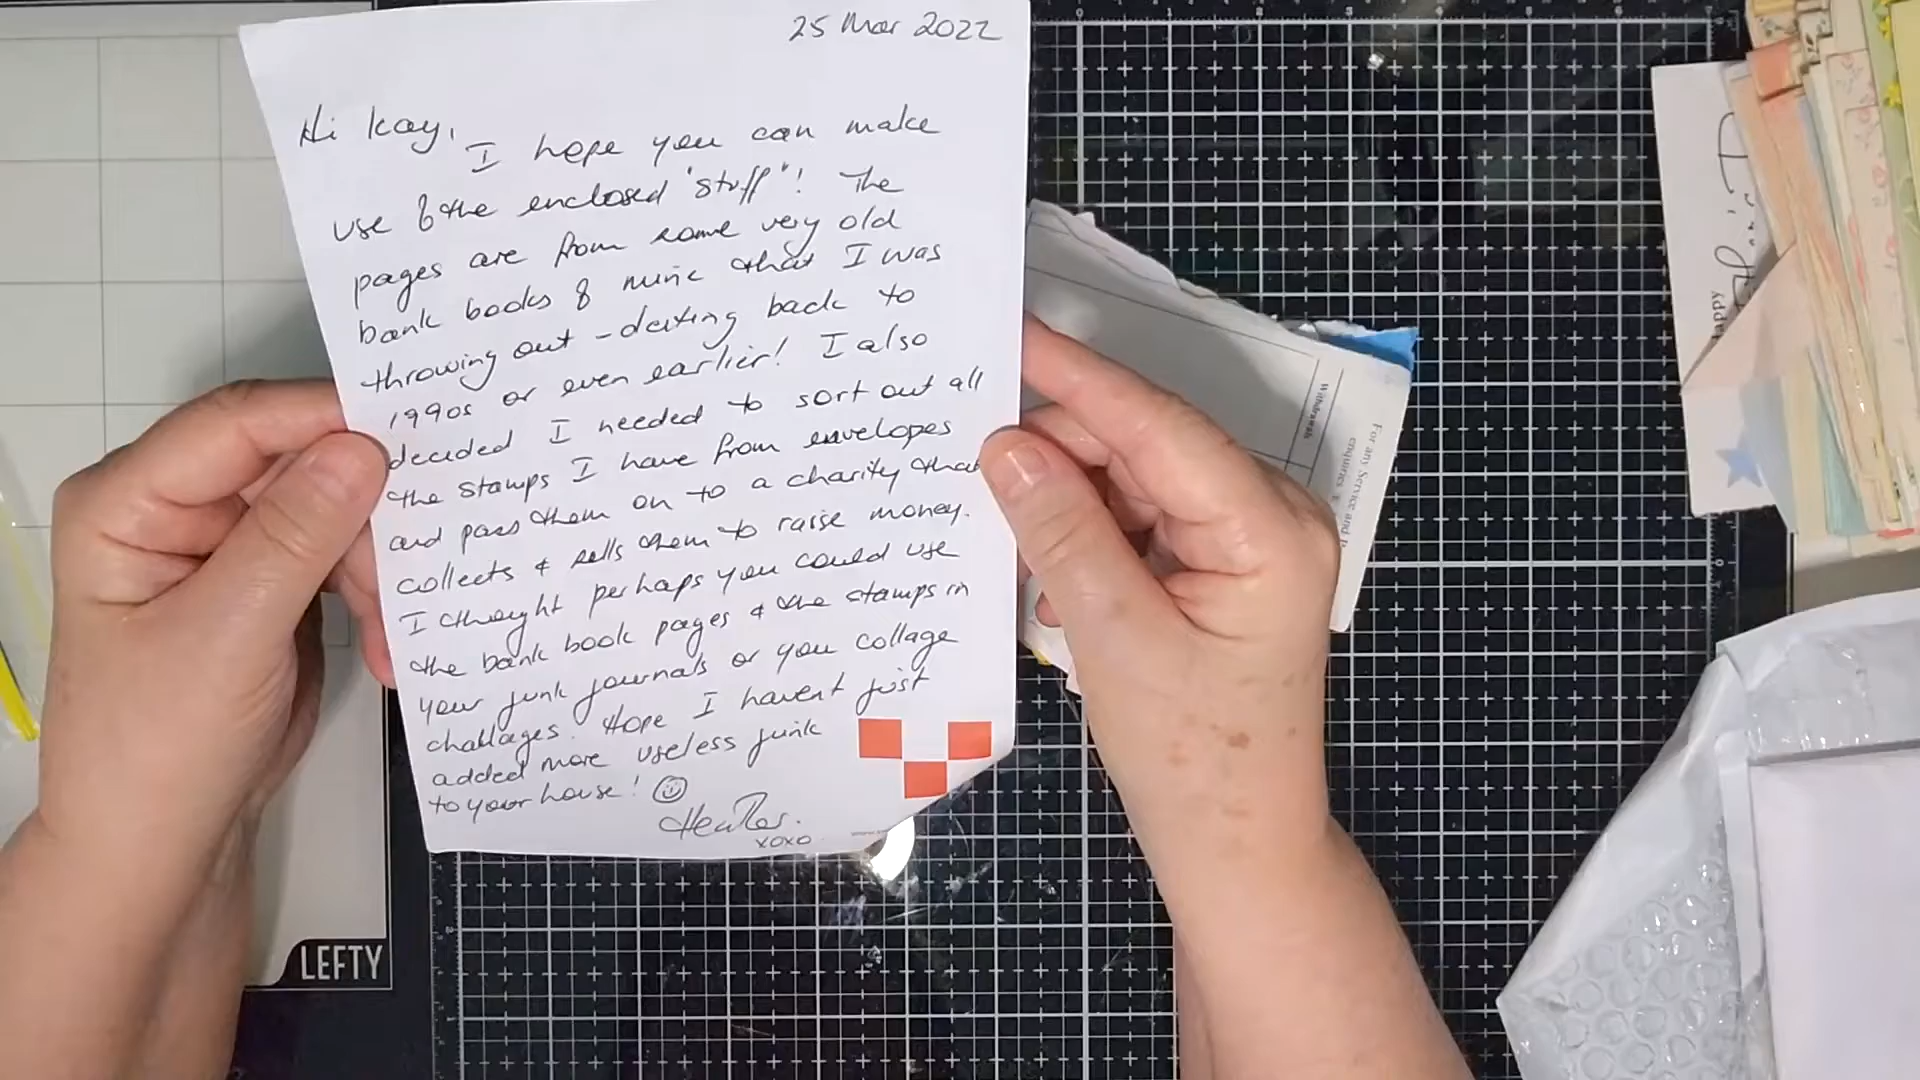 25 Mar 2022
Hi Kay,
I hope you can make
use of the enclosed "stuff"! The
pages are from some very old
bank books of mine that I was
throwing out - dating back to
1990s or even earlier! I also
decided I needed to sort out all
the stamps I have from envelopes
and pass them on to a charity that
collects & sells them to raise money.
I thought perhaps you could use
the bank book pages & the stamps in
your junk journals or you collage
challages. Hope I havent just
added more useless junk
to your house! ☺
Heather.
xoxo
Withdrawals
For any Service and
enquiries
Happy
LEFTY